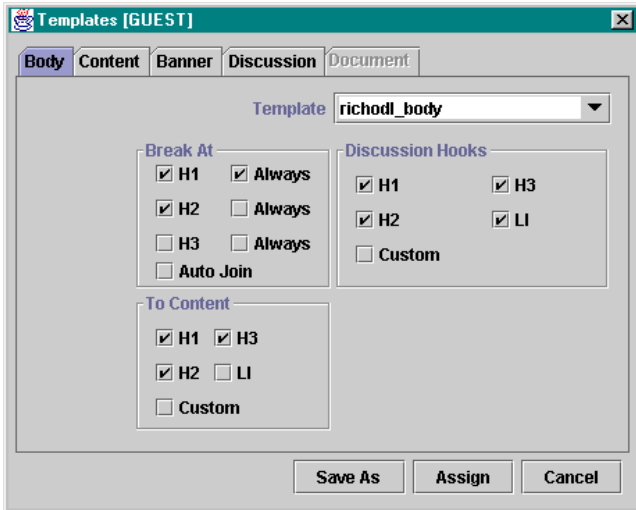 Templates [GUEST]
Body Content Banner Discussion Document
Template richodl_body
Break At
H1 Always
H2 Always
H3 Always
Auto Join
Discussion Hooks
H1 H3
H2 LI
Custom
To Content
H1 H3
H2 LI
Custom
Save As Assign Cancel